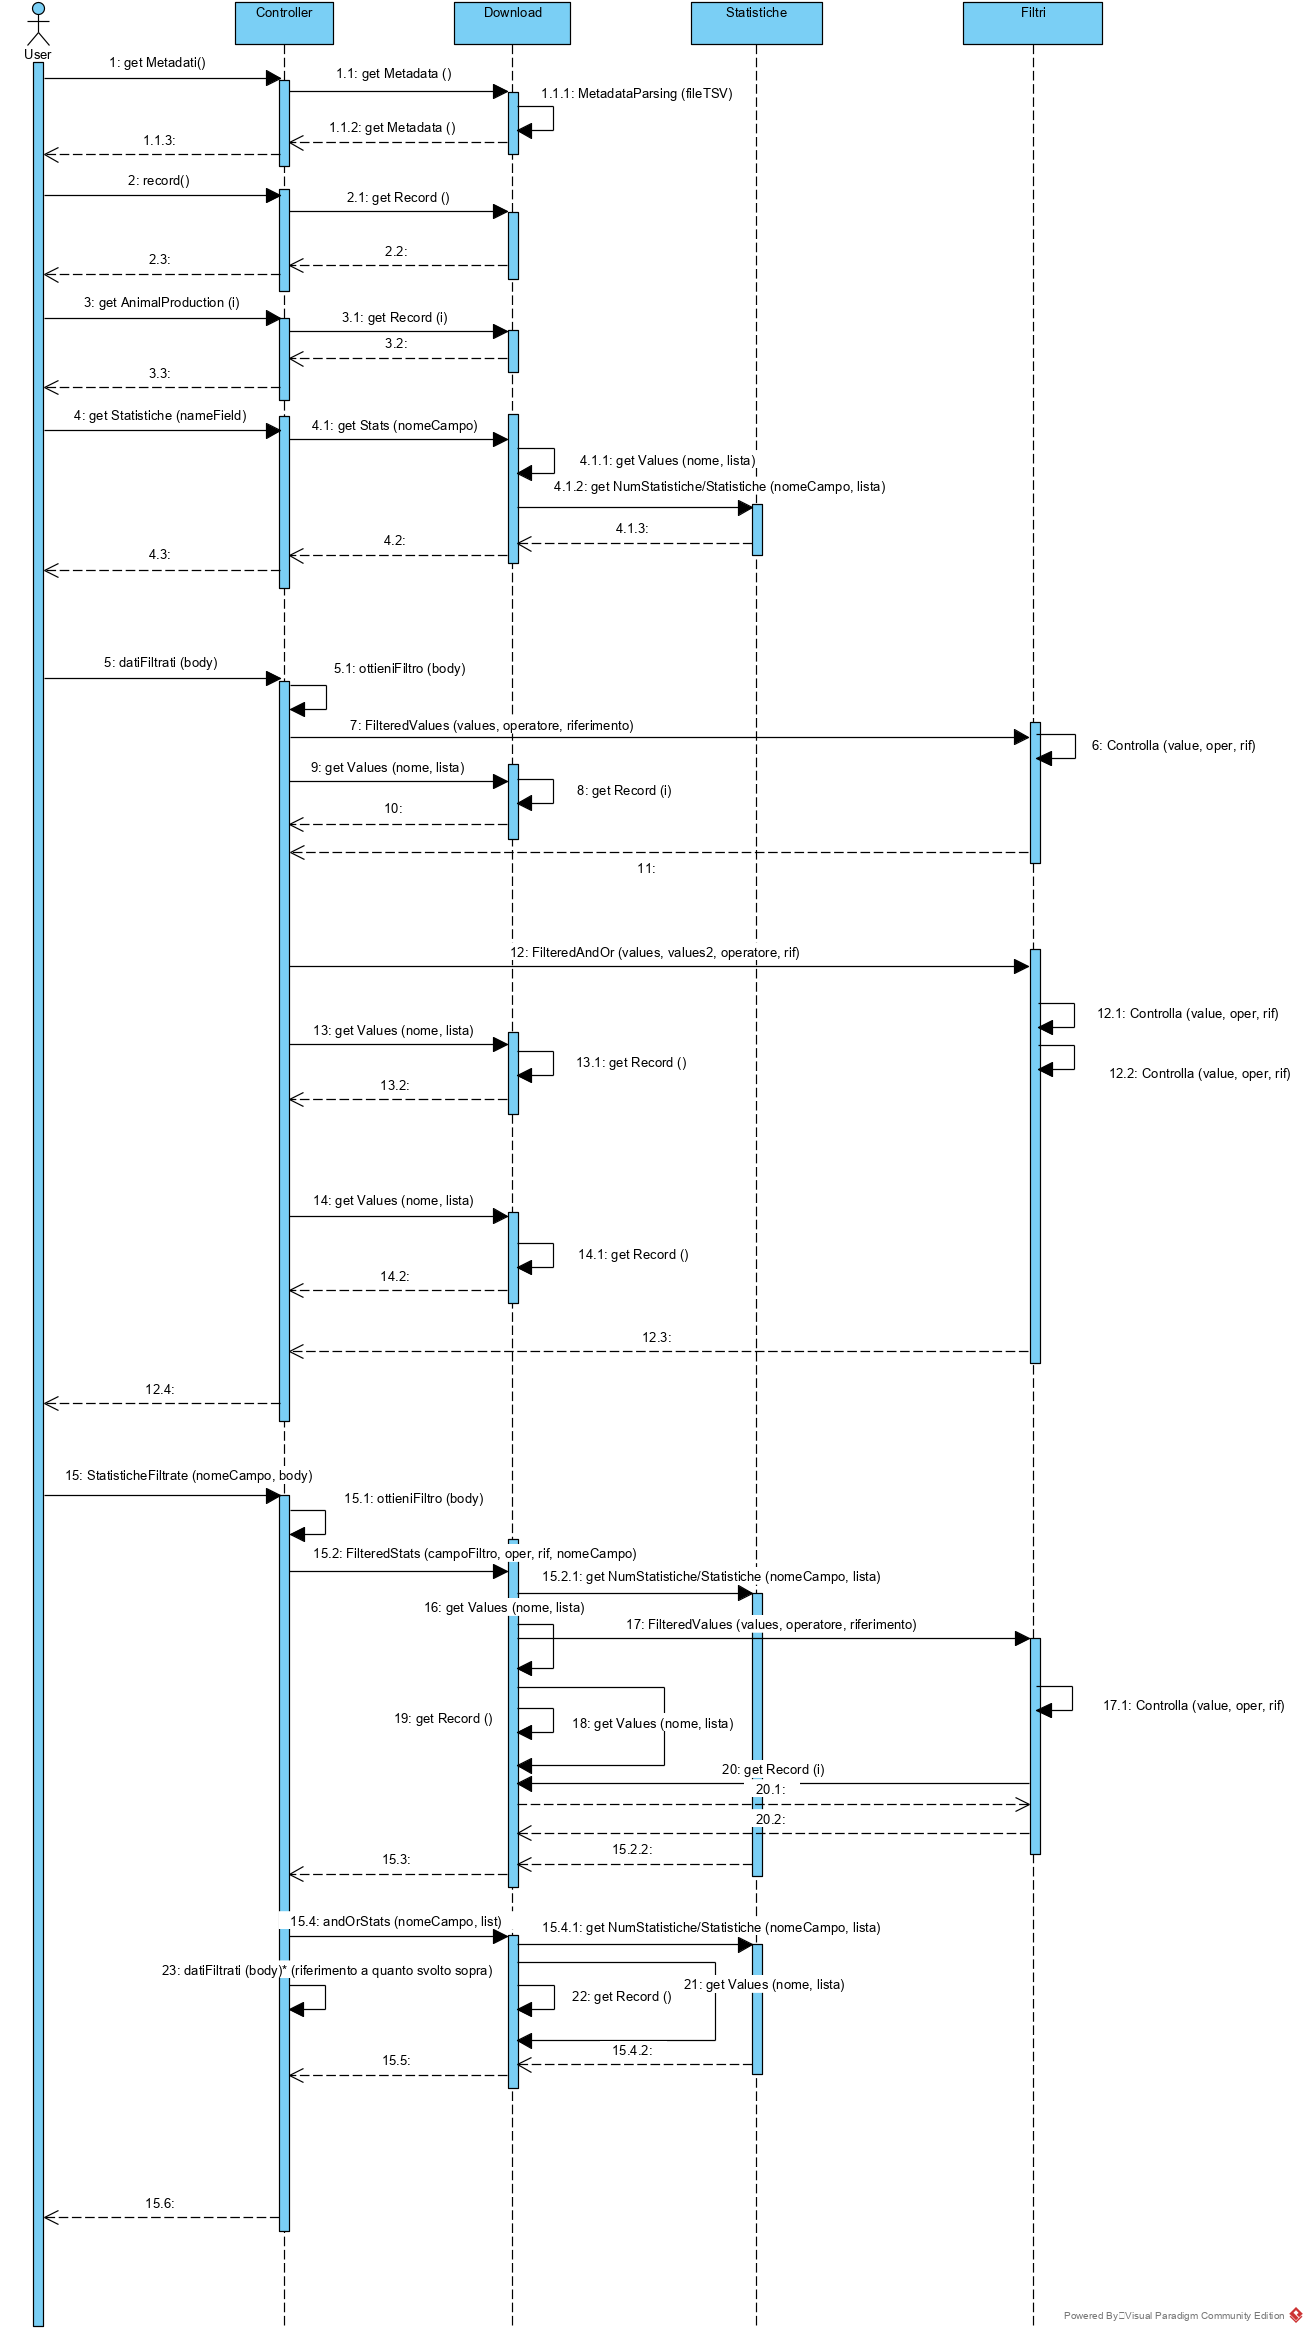 Controller
Download
Statistiche
Filtri
User
1: get Metadati()
1.1: get Metadata ()
1.1.1: MetadataParsing (fileTSV)
1.1.2: get Metadata ()
1.1.3:
2: record()
2.1: get Record ()
2.2:
2.3:
3: get AnimalProduction (i)
3.1: get Record (i)
3.2:
3.3:
4: get Statistiche (nameField)
4.1: get Stats (nomeCampo)
4.1.1: get Values (nome, lista)
4.1.2: get NumStatistiche/Statistiche (nomeCampo, lista)
4.1.3:
4.2:
4.3:
5: datiFiltrati (body)
5.1: ottieniFiltro (body)
7: FilteredValues (values, operatore, riferimento)
6: Controlla (value, oper, rif)
9: get Values (nome, lista)
8: get Record (i)
10:
11:
12: FilteredAndOr (values, values2, operatore, rif)
12.1: Controlla (value, oper, rif)
13: get Values (nome, lista)
13.1: get Record ()
12.2: Controlla (value, oper, rif)
13.2:
14: get Values (nome, lista)
14.1: get Record ()
14.2:
12.3:
12.4:
15: StatisticheFiltrate (nomeCampo, body)
15.1: ottieniFiltro (body)
15.2: FilteredStats (campoFiltro, oper, rif, nomeCampo)
15.2.1: get NumStatistiche/Statistiche (nomeCampo, lista)
16: get Values (nome, lista)
17: FilteredValues (values, operatore, riferimento)
17.1: Controlla (value, oper, rif)
19: get Record ()
18: get Values (nome, lista)
20: get Record (i)
20.1:
20.2:
15.2.2:
15.3:
15.4: andOrStats (nomeCampo, list)
15.4.1: get NumStatistiche/Statistiche (nomeCampo, lista)
23: datiFiltrati (body)* (riferimento a quanto svolto sopra)
21: get Values (nome, lista)
22: get Record ()
15.4.2:
15.5:
15.6:
Powered By Visual Paradigm Community Edition